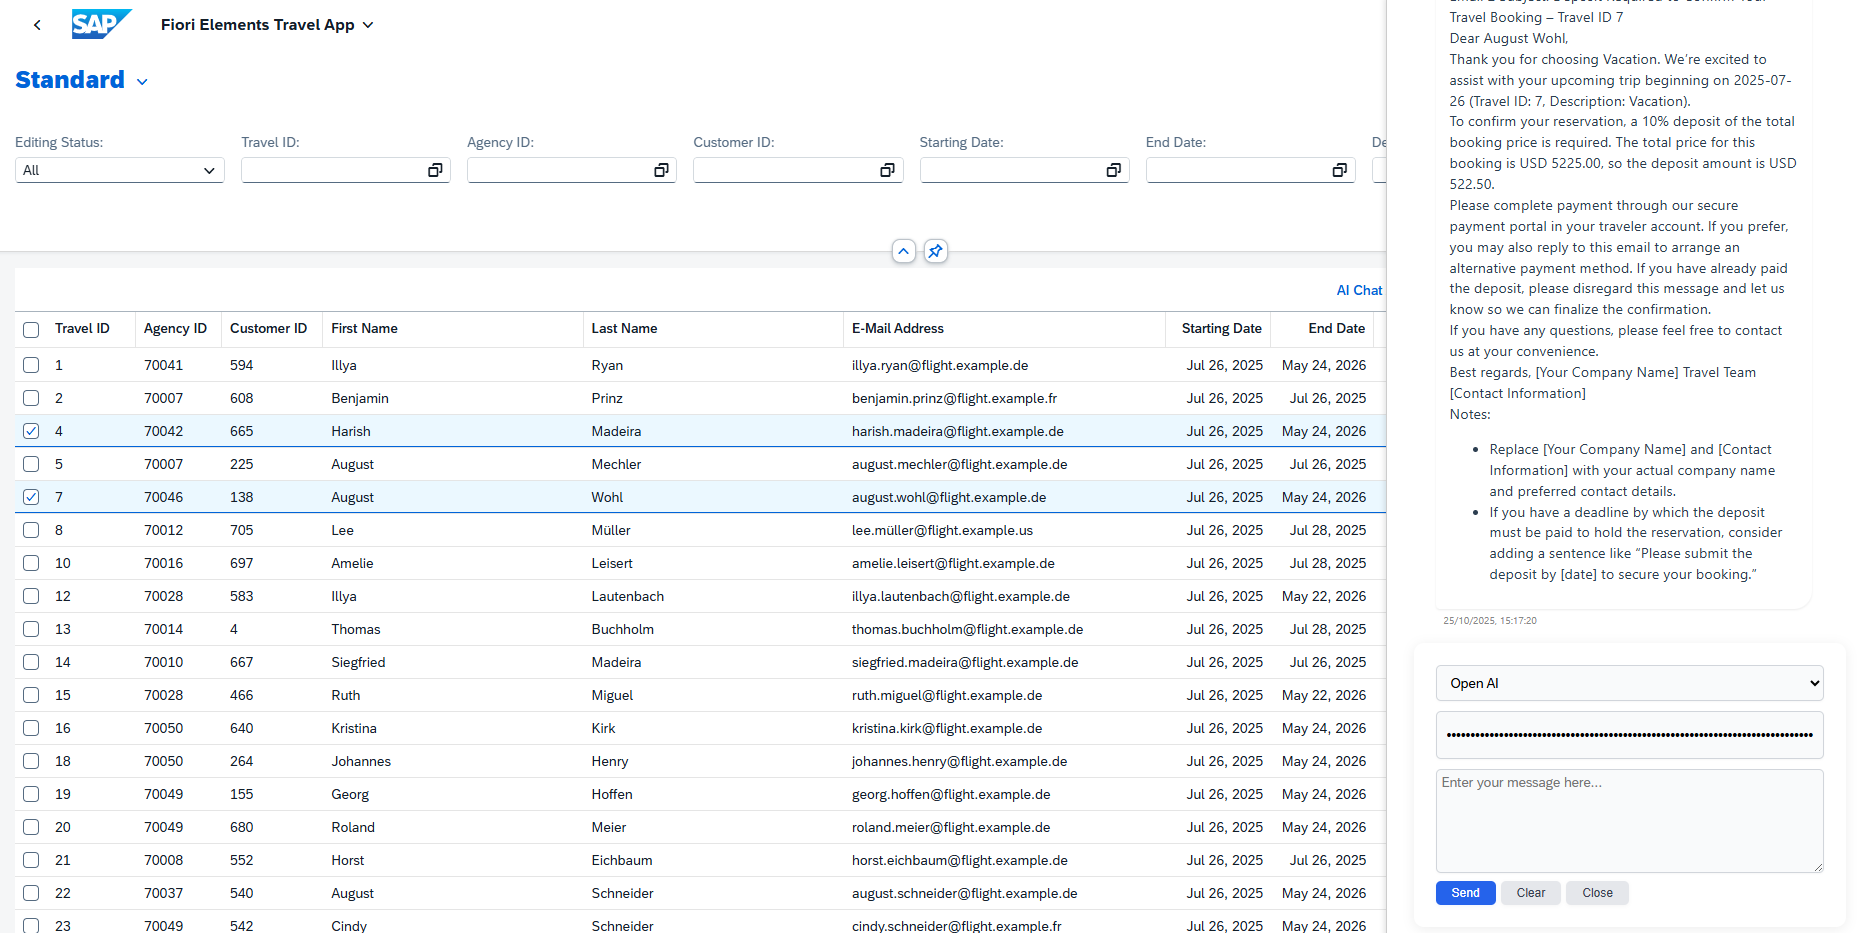 SAP
Fiori Elements Travel App
Standard
Editing Status:
Travel ID:
Agency ID:
Customer ID:
Starting Date:
End Date:
De
All
AI Chat
Travel ID Agency ID Customer ID First Name Last Name E-Mail Address Starting Date End Date
1 70041 594 Illya Ryan illya.ryan@flight.example.de Jul 26, 2025 May 24, 2026
2 70007 608 Benjamin Prinz benjamin.prinz@flight.example.fr Jul 26, 2025 Jul 26, 2025
4 70042 665 Harish Madeira harish.madeira@flight.example.de Jul 26, 2025 May 24, 2026
5 70007 225 August Mechler august.mechler@flight.example.de Jul 26, 2025 Jul 26, 2025
7 70046 138 August Wohl august.wohl@flight.example.de Jul 26, 2025 May 24, 2026
8 70012 705 Lee Müller lee.müller@flight.example.us Jul 26, 2025 Jul 28, 2025
10 70016 697 Amelie Leisert amelie.leisert@flight.example.de Jul 26, 2025 Jul 28, 2025
12 70028 583 Illya Lautenbach illya.lautenbach@flight.example.de Jul 26, 2025 May 22, 2026
13 70014 4 Thomas Buchholm thomas.buchholm@flight.example.de Jul 26, 2025 Jul 28, 2025
14 70010 667 Siegfried Madeira siegfried.madeira@flight.example.de Jul 26, 2025 Jul 26, 2025
15 70028 466 Ruth Miguel ruth.miguel@flight.example.de Jul 26, 2025 May 22, 2026
16 70050 640 Kristina Kirk kristina.kirk@flight.example.de Jul 26, 2025 May 24, 2026
18 70050 264 Johannes Henry johannes.henry@flight.example.de Jul 26, 2025 May 24, 2026
19 70049 155 Georg Hoffen georg.hoffen@flight.example.de Jul 26, 2025 May 24, 2026
20 70049 680 Roland Meier roland.meier@flight.example.de Jul 26, 2025 May 24, 2026
21 70008 552 Horst Eichbaum horst.eichbaum@flight.example.de Jul 26, 2025 Jul 26, 2025
22 70037 540 August Schneider august.schneider@flight.example.de Jul 26, 2025 May 24, 2026
23 70049 542 Cindy Schneider cindy.schneider@flight.example.fr Jul 26, 2025 May 24, 2026
Travel Booking – Travel ID 7
Dear August Wohl,
Thank you for choosing Vacation. We’re excited to
assist with your upcoming trip beginning on 2025-07-
26 (Travel ID: 7, Description: Vacation).
To confirm your reservation, a 10% deposit of the total
booking price is required. The total price for this
booking is USD 5225.00, so the deposit amount is USD
522.50.
Please complete payment through our secure
payment portal in your traveler account. If you prefer,
you may also reply to this email to arrange an
alternative payment method. If you have already paid
the deposit, please disregard this message and let us
know so we can finalize the confirmation.
If you have any questions, please feel free to contact
us at your convenience.
Best regards, [Your Company Name] Travel Team
[Contact Information]
Notes:
• Replace [Your Company Name] and [Contact
Information] with your actual company name
and preferred contact details.
• If you have a deadline by which the deposit
must be paid to hold the reservation, consider
adding a sentence like “Please submit the
deposit by [date] to secure your booking.”
25/10/2025, 15:17:20
Open AI
Enter your message here...
Send
Clear
Close